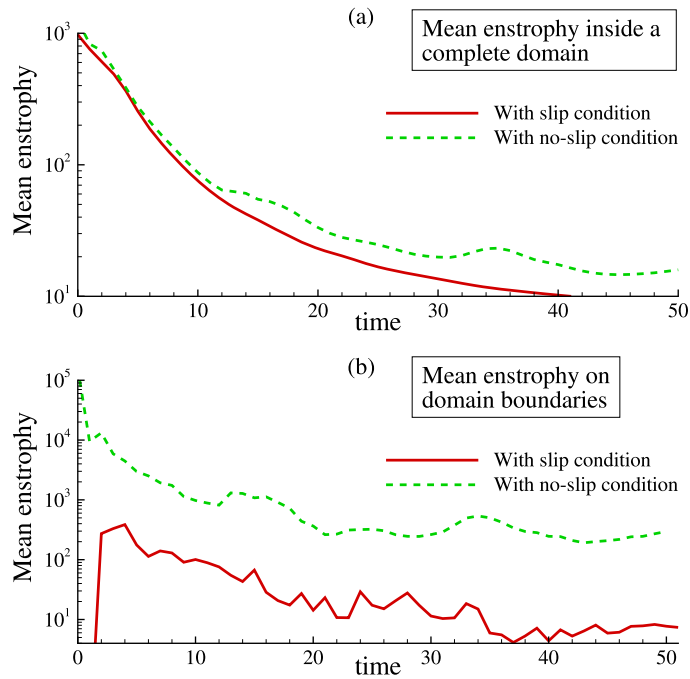 (a)
Mean enstrophy inside a
complete domain
With slip condition
With no-slip condition
Mean enstrophy
10³
10²
10¹
0 10 20 30 40 50
time
(b)
Mean enstrophy on
domain boundaries
With slip condition
With no-slip condition
Mean enstrophy
10⁵
10⁴
10³
10²
10¹
0 10 20 30 40 50
time